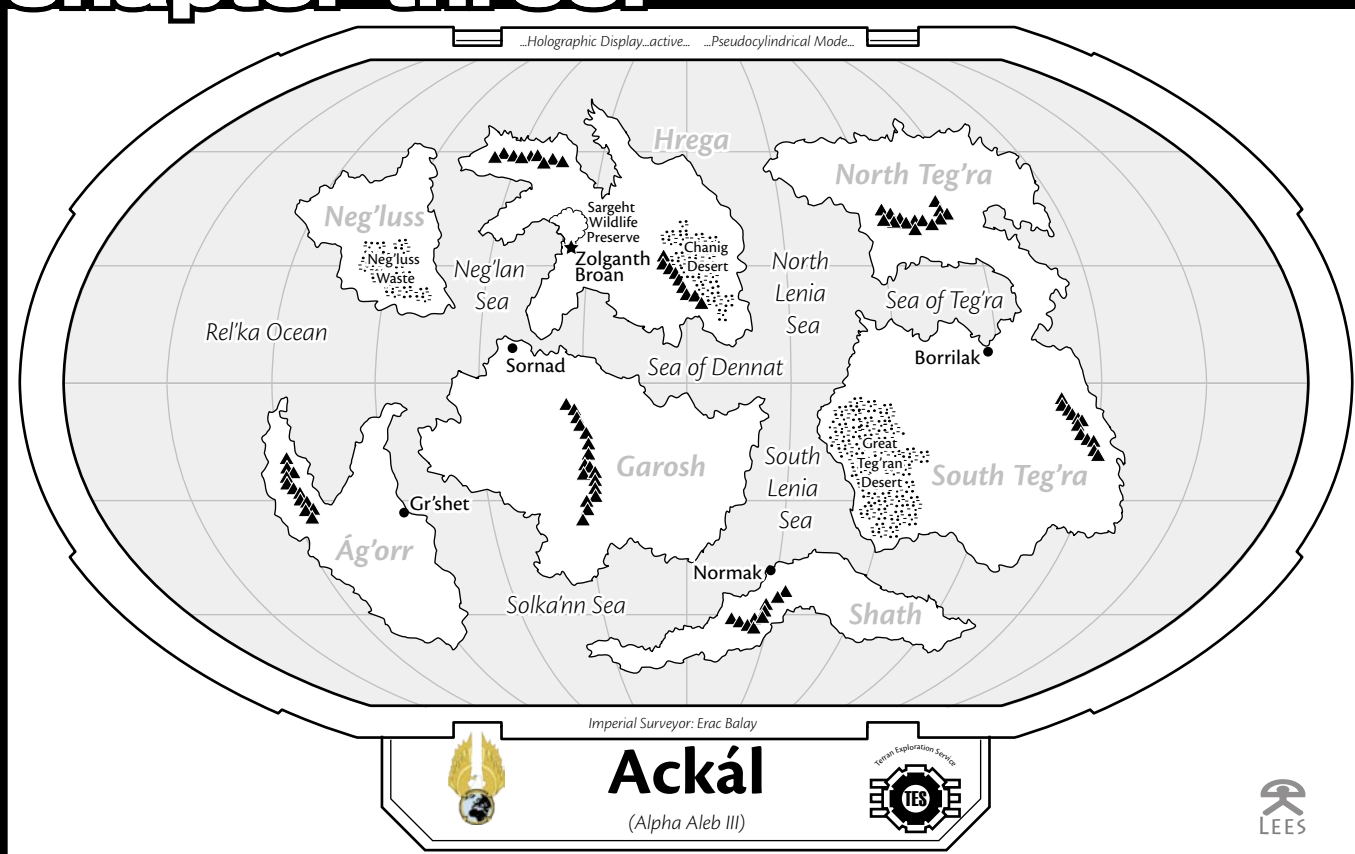 chapter three:
...Holographic Display...active... ...Pseudocylindrical Mode...
Hrega
North Teg'ra
Neg'luss
Sargeht
Wildlife
Preserve
Zolganth
Broan
Chanig
Desert
Neg'luss
Waste
Neg'lan
Sea
North
Lenia
Sea
Sea of Teg'ra
Rel'ka Ocean
Sornad
Sea of Dennat
Borrilak
Garosh
South
Lenia
Sea
Great
Teg'ran
Desert
South Teg'ra
Gr'shet
Ág'orr
Normak
Solka'nn Sea
Shath
Imperial Surveyor: Erac Balay
Ackál
(Alpha Aleb III)
Terran Exploration Service
TES
LEES